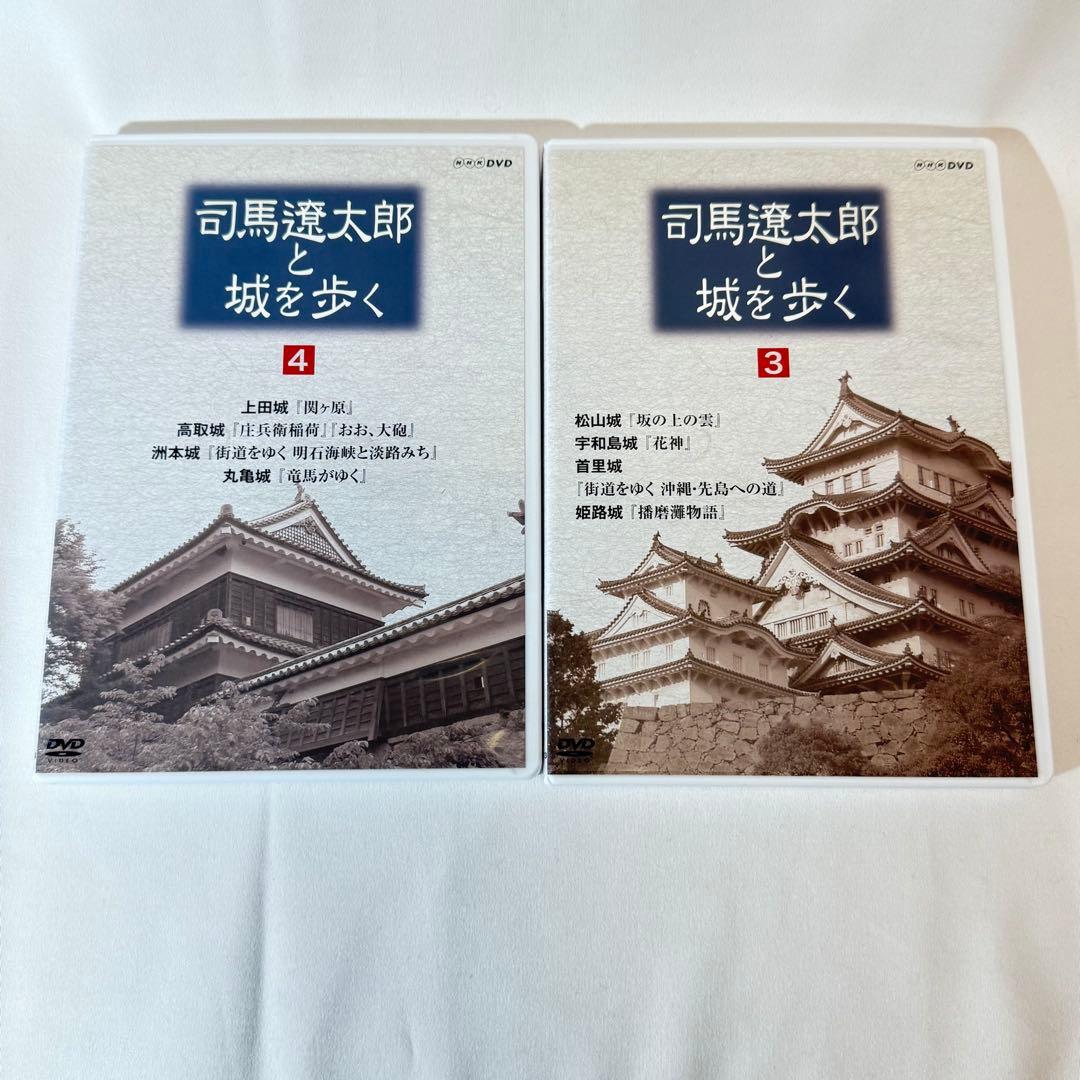 NHK DVD
司馬遼太郎
と
城を歩く
4
上田城『関ヶ原』
高取城『庄兵衛稲荷』『おお、大砲』
洲本城『街道をゆく 明石海峡と淡路みち』
丸亀城『竜馬がゆく』
DVD
VIDEO
NHK DVD
司馬遼太郎
と
城を歩く
3
松山城『坂の上の雲』
宇和島城『花神』
首里城
『街道をゆく 沖縄・先島への道』
姫路城『播磨灘物語』
DVD
VIDEO